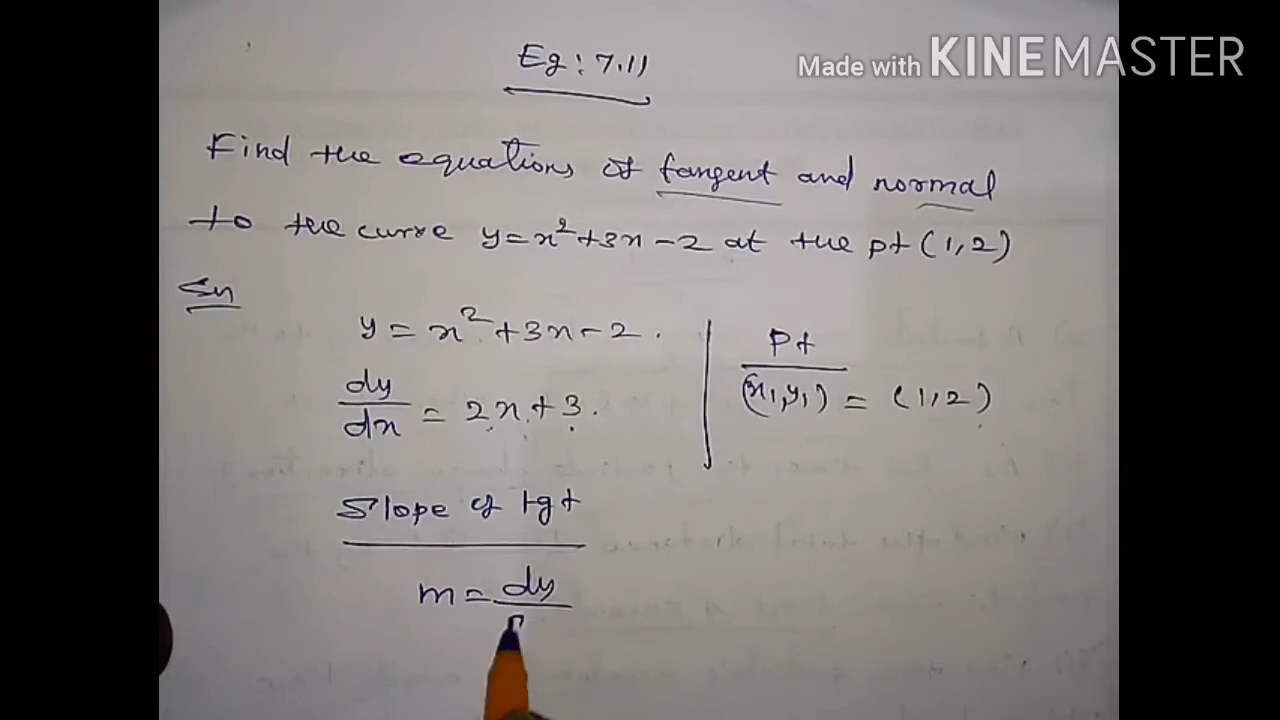 Eg: 7.11
Made with KINEMASTER
Find the equations of tangent and normal
to the curve y = x² + 3x - 2 at the pt (1,2)
Sn
y = x² + 3x - 2.
Pt
dy/dx = 2x + 3.
(x₁, y₁) = (1,2)
Slope of tgt
m = dy